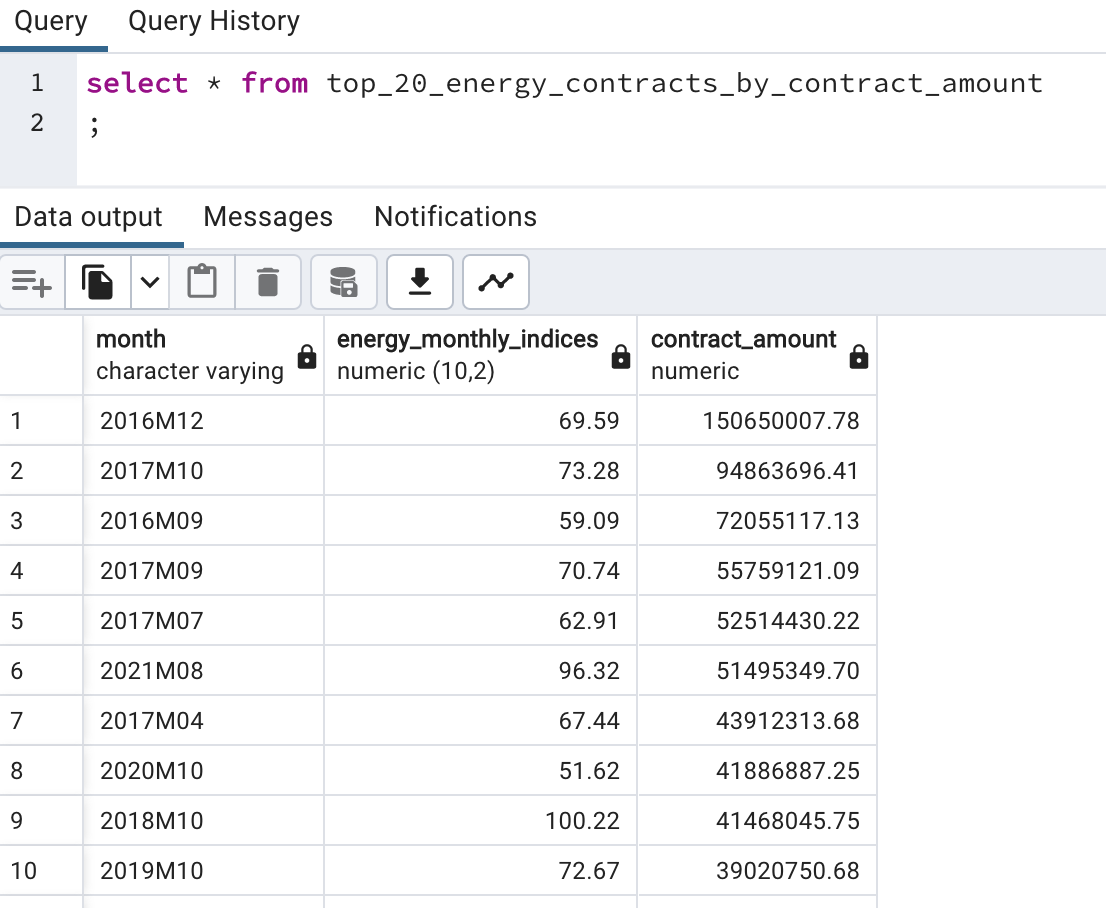 Query Query History
1 select * from top_20_energy_contracts_by_contract_amount
2 ;
Data output Messages Notifications
month energy_monthly_indices contract_amount
character varying numeric (10,2) numeric
1 2016M12 69.59 150650007.78
2 2017M10 73.28 94863696.41
3 2016M09 59.09 72055117.13
4 2017M09 70.74 55759121.09
5 2017M07 62.91 52514430.22
6 2021M08 96.32 51495349.70
7 2017M04 67.44 43912313.68
8 2020M10 51.62 41886887.25
9 2018M10 100.22 41468045.75
10 2019M10 72.67 39020750.68